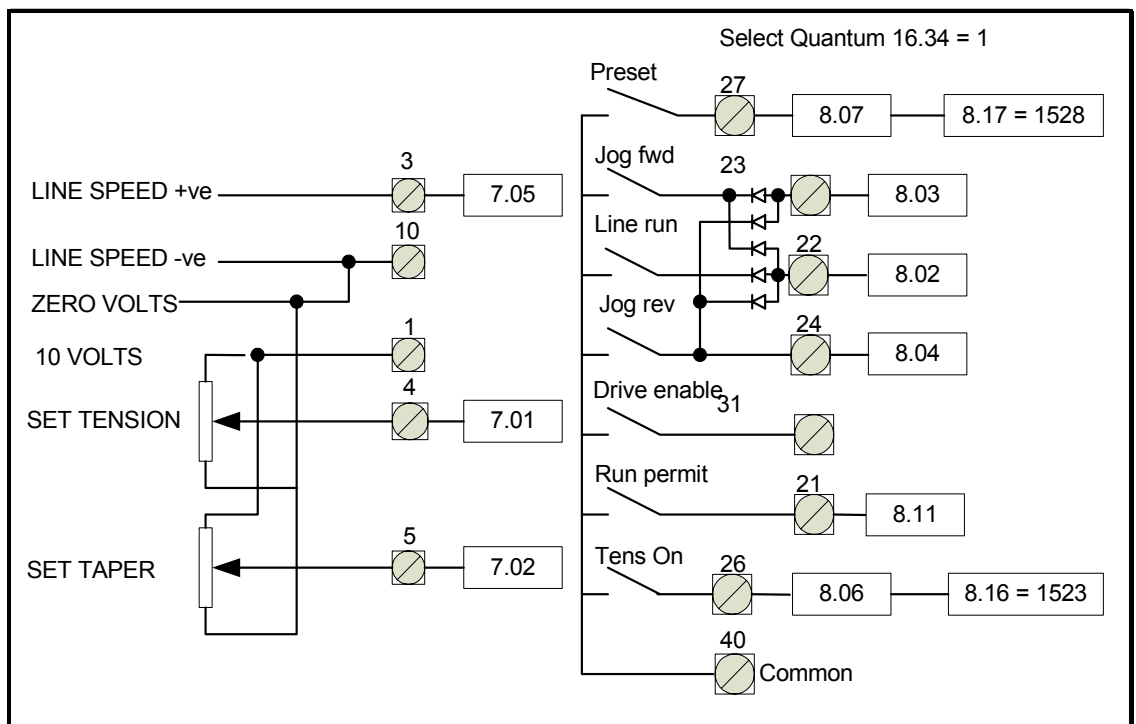 Select Quantum 16.34 = 1
Preset
27
8.07
8.17 = 1528
3
LINE SPEED +ve
7.05
Jog fwd
23
8.03
10
LINE SPEED -ve
Line run
22
8.02
ZERO VOLTS
Jog rev
24
8.04
1
10 VOLTS
4
SET TENSION
7.01
Drive enable
31
Run permit
21
8.11
5
SET TAPER
7.02
Tens On
26
8.06
8.16 = 1523
40
Common